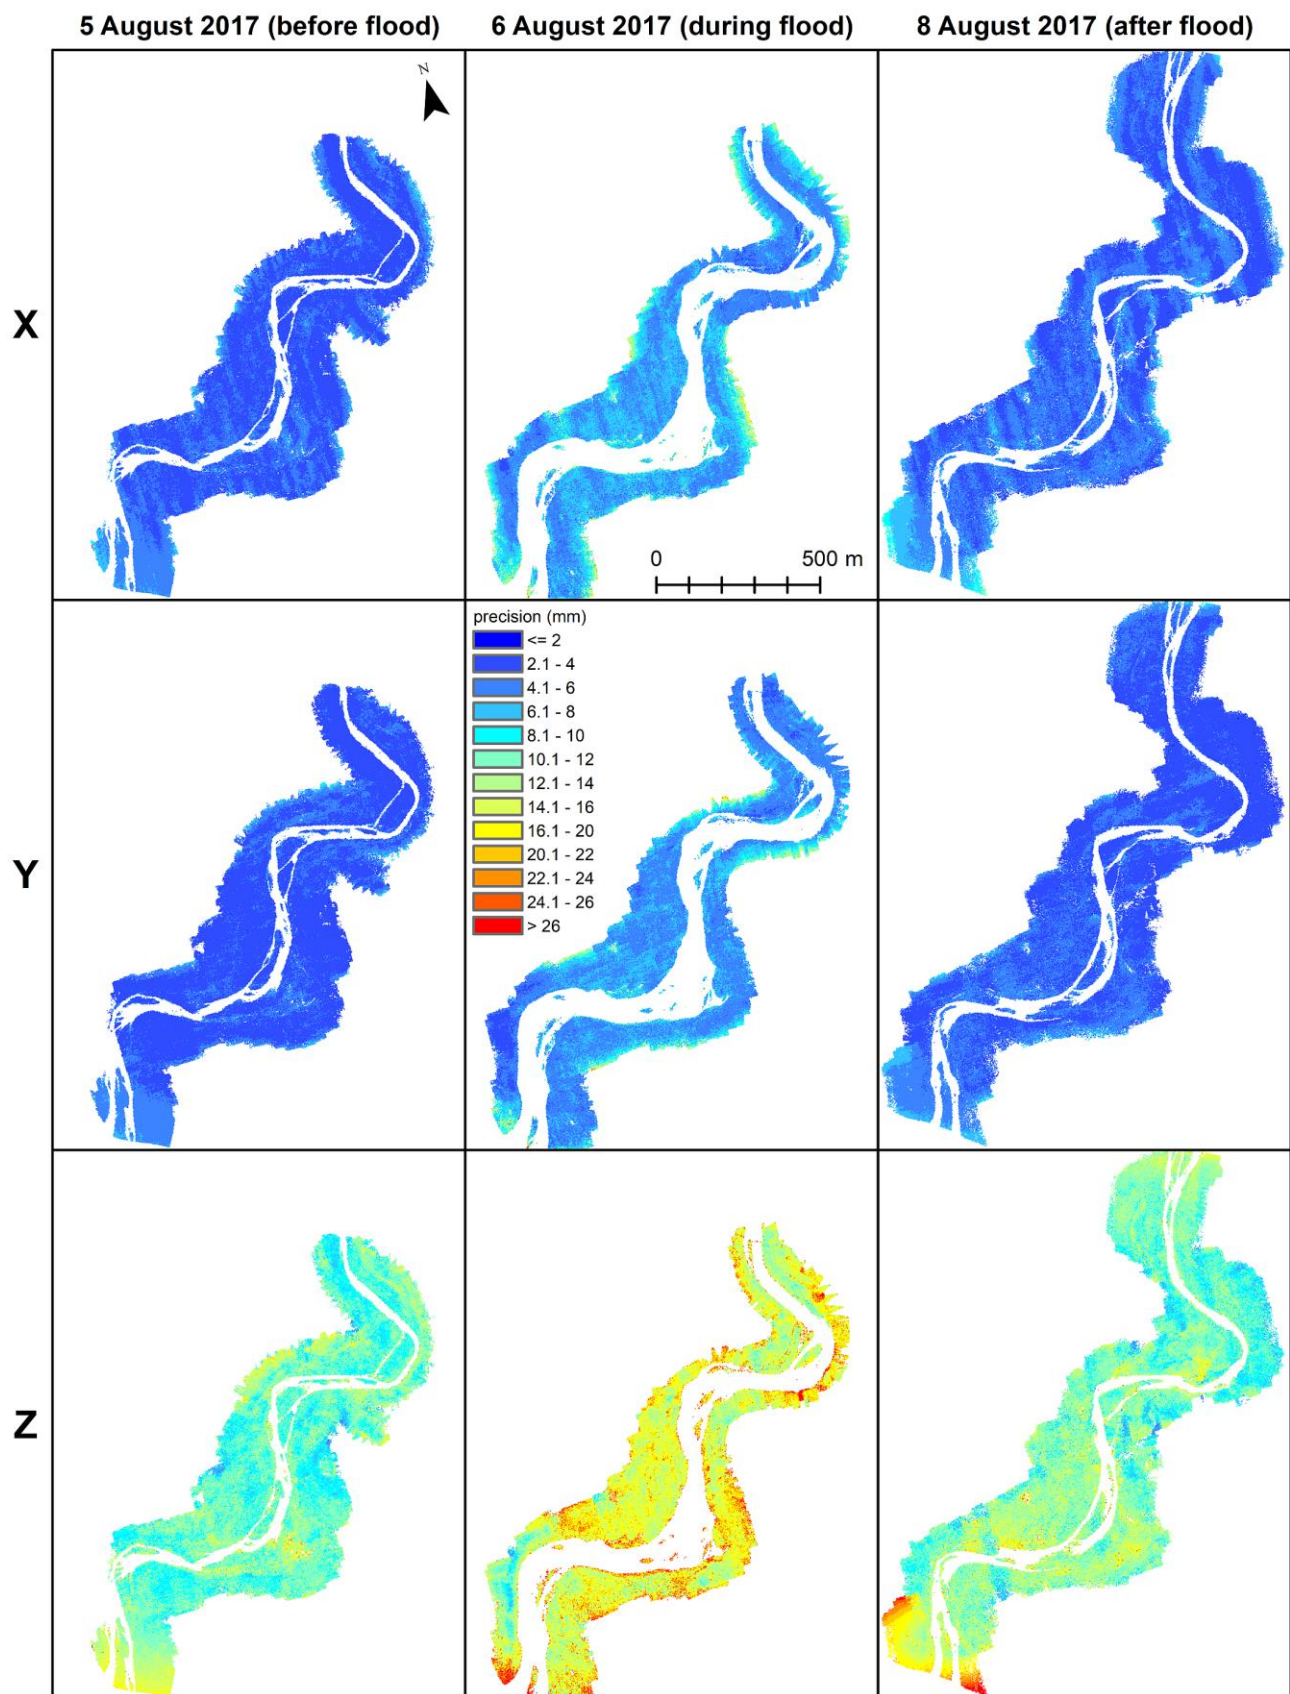 5 August 2017 (before flood)
6 August 2017 (during flood)
8 August 2017 (after flood)
N
X
0 500 m
precision (mm)
<= 2
2.1 - 4
4.1 - 6
6.1 - 8
8.1 - 10
10.1 - 12
12.1 - 14
14.1 - 16
16.1 - 20
20.1 - 22
22.1 - 24
24.1 - 26
> 26
Y
Z